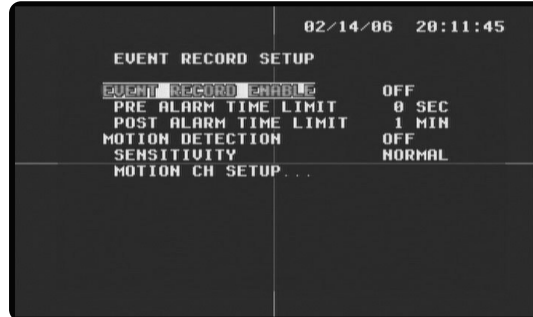 02/14/06 20:11:45
EVENT RECORD SETUP
EVENT RECORD ENABLE OFF
PRE ALARM TIME LIMIT 0 SEC
POST ALARM TIME LIMIT 1 MIN
MOTION DETECTION OFF
SENSITIVITY NORMAL
MOTION CH SETUP...